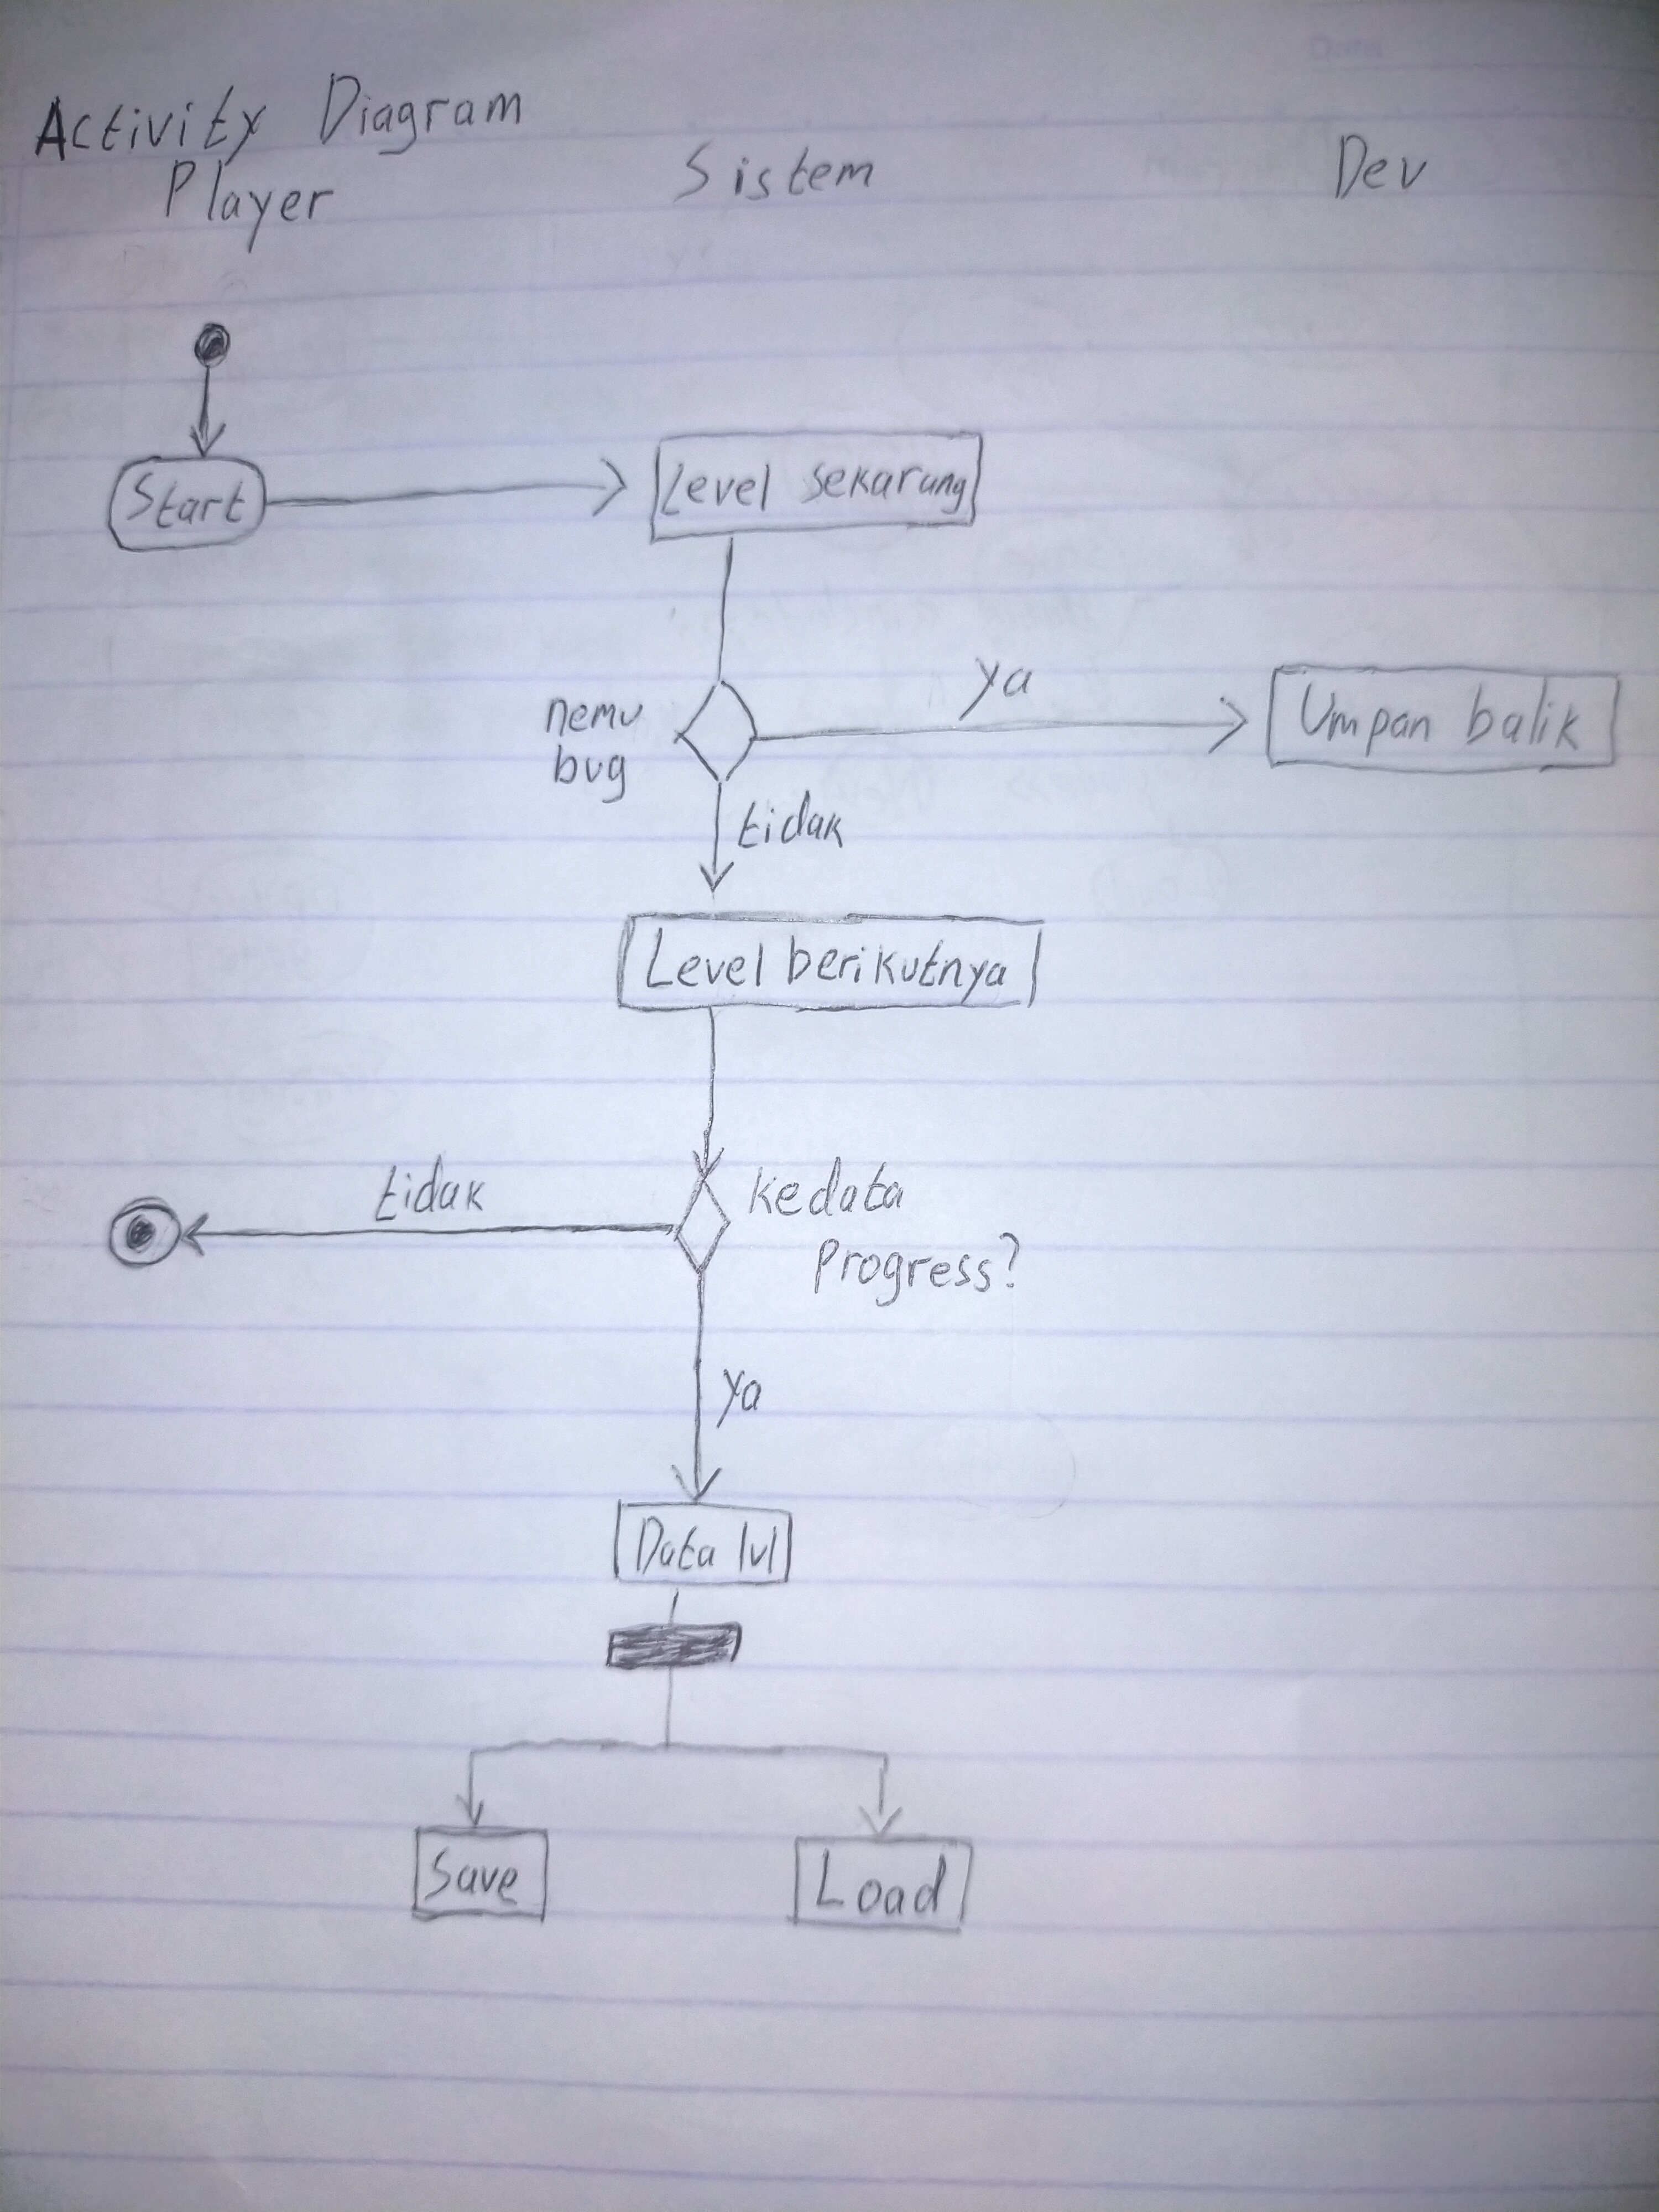 Activity Diagram
Player
Sistem
Dev
Start
Level sekarang
nemu
bug
ya
Umpan balik
tidak
Level berikutnya
tidak
kedata
Progress?
ya
Data lvl
Save
Load